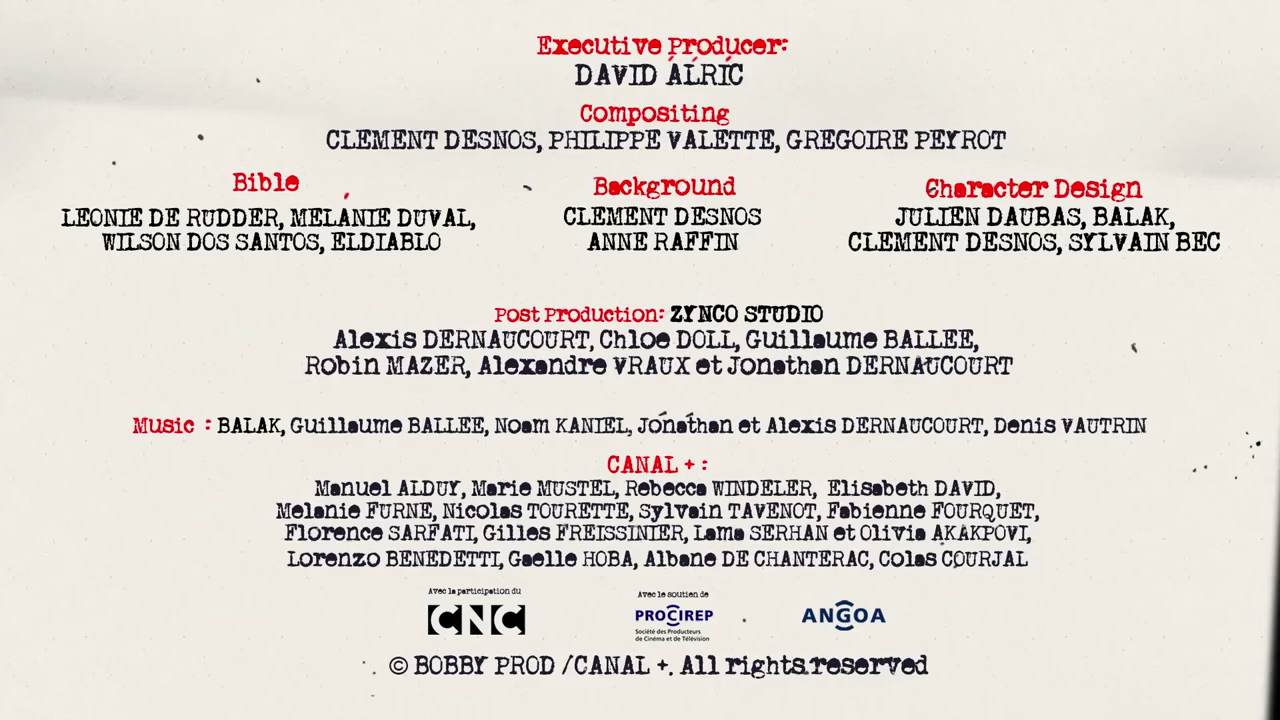 Executive Producer:
DAVID ALRIC
Compositing
CLEMENT DESNOS, PHILIPPE VALETTE, GREGOIRE PEYROT
Bible
LEONIE DE RUDDER, MELANIE DUVAL,
WILSON DOS SANTOS, ELDIABLO
Background
CLEMENT DESNOS
ANNE RAFFIN
Character Design
JULIEN DAUBAS, BALAK,
CLEMENT DESNOS, SYLVAIN BEC
Post Production: ZYNCO STUDIO
Alexis DERNAUCOURT, Chloe DOLL, Guillaume BALLEE,
Robin MAZER, Alexandre VRAUX et Jonathan DERNAUCOURT
Music : BALAK, Guillaume BALLEE, Noam KANIEL, Jonathan et Alexis DERNAUCOURT, Denis VAUTRIN
CANAL + :
Manuel ALDUY, Marie MUSTEL, Rebecca WINDELER, Elisabeth DAVID,
Melanie FURNE, Nicolas TOURETTE, Sylvain TAVENOT, Fabienne FOURQUET,
Florence SARFATI, Gilles FREISSINIER, Lama SERHAN et Olivia AKAKPOVI,
Lorenzo BENEDETTI, Gaelle HOBA, Albane DE CHANTERAC, Colas COURJAL
Avec la participation du
CNC
Avec le soutien de
PROCIREP
Société des Producteurs
de Cinéma et de Télévision
ANGOA
© BOBBY PROD /CANAL +. All rights reserved